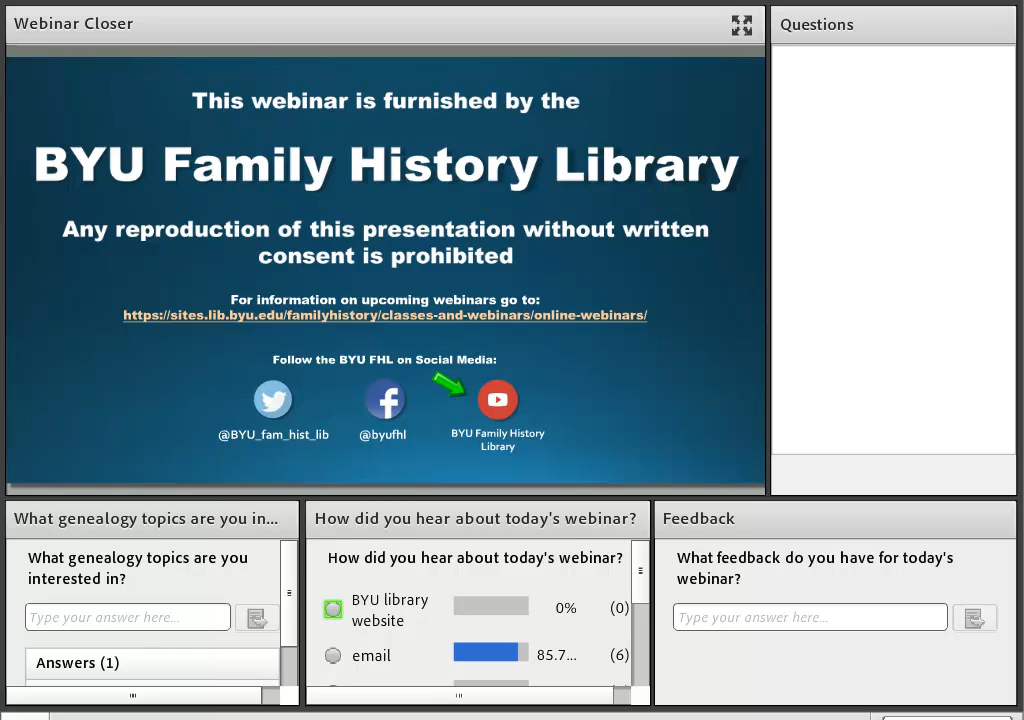 Webinar Closer
Questions
This webinar is furnished by the
BYU Family History Library
Any reproduction of this presentation without written
consent is prohibited
For information on upcoming webinars go to:
https://sites.lib.byu.edu/familyhistory/classes-and-webinars/online-webinars/
Follow the BYU FHL on Social Media:
@BYU_fam_hist_lib
@byufhl
BYU Family History
Library
What genealogy topics are you in...
What genealogy topics are you
interested in?
Type your answer here...
Answers (1)
How did you hear about today's webinar?
How did you hear about today's webinar?
BYU library
website
0%
(0)
email
85.7...
(6)
Feedback
What feedback do you have for today's
webinar?
Type your answer here...